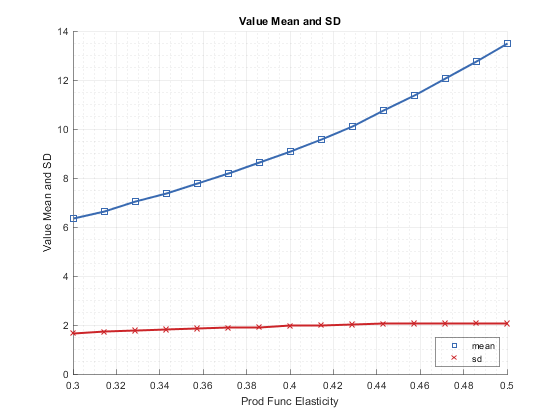 Value Mean and SD
14
12
10
8
6
4
2
0
Value Mean and SD
0.3 0.32 0.34 0.36 0.38 0.4 0.42 0.44 0.46 0.48 0.5
Prod Func Elasticity
mean
sd